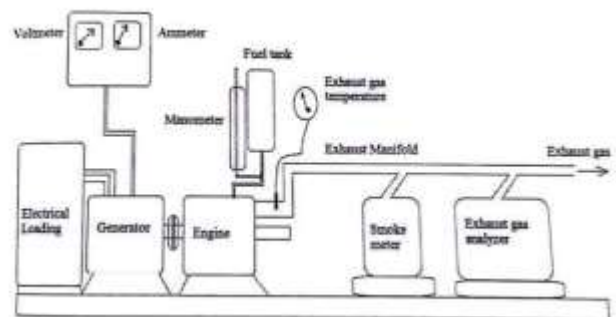 Voltmeter
Ammeter
Fuel tank
Exhaust gas
temperature
Manometer
Exhaust Manifold
Exhaust gas
Electrical
Loading
Generator
Engine
Smoke
meter
Exhaust gas
analyzer